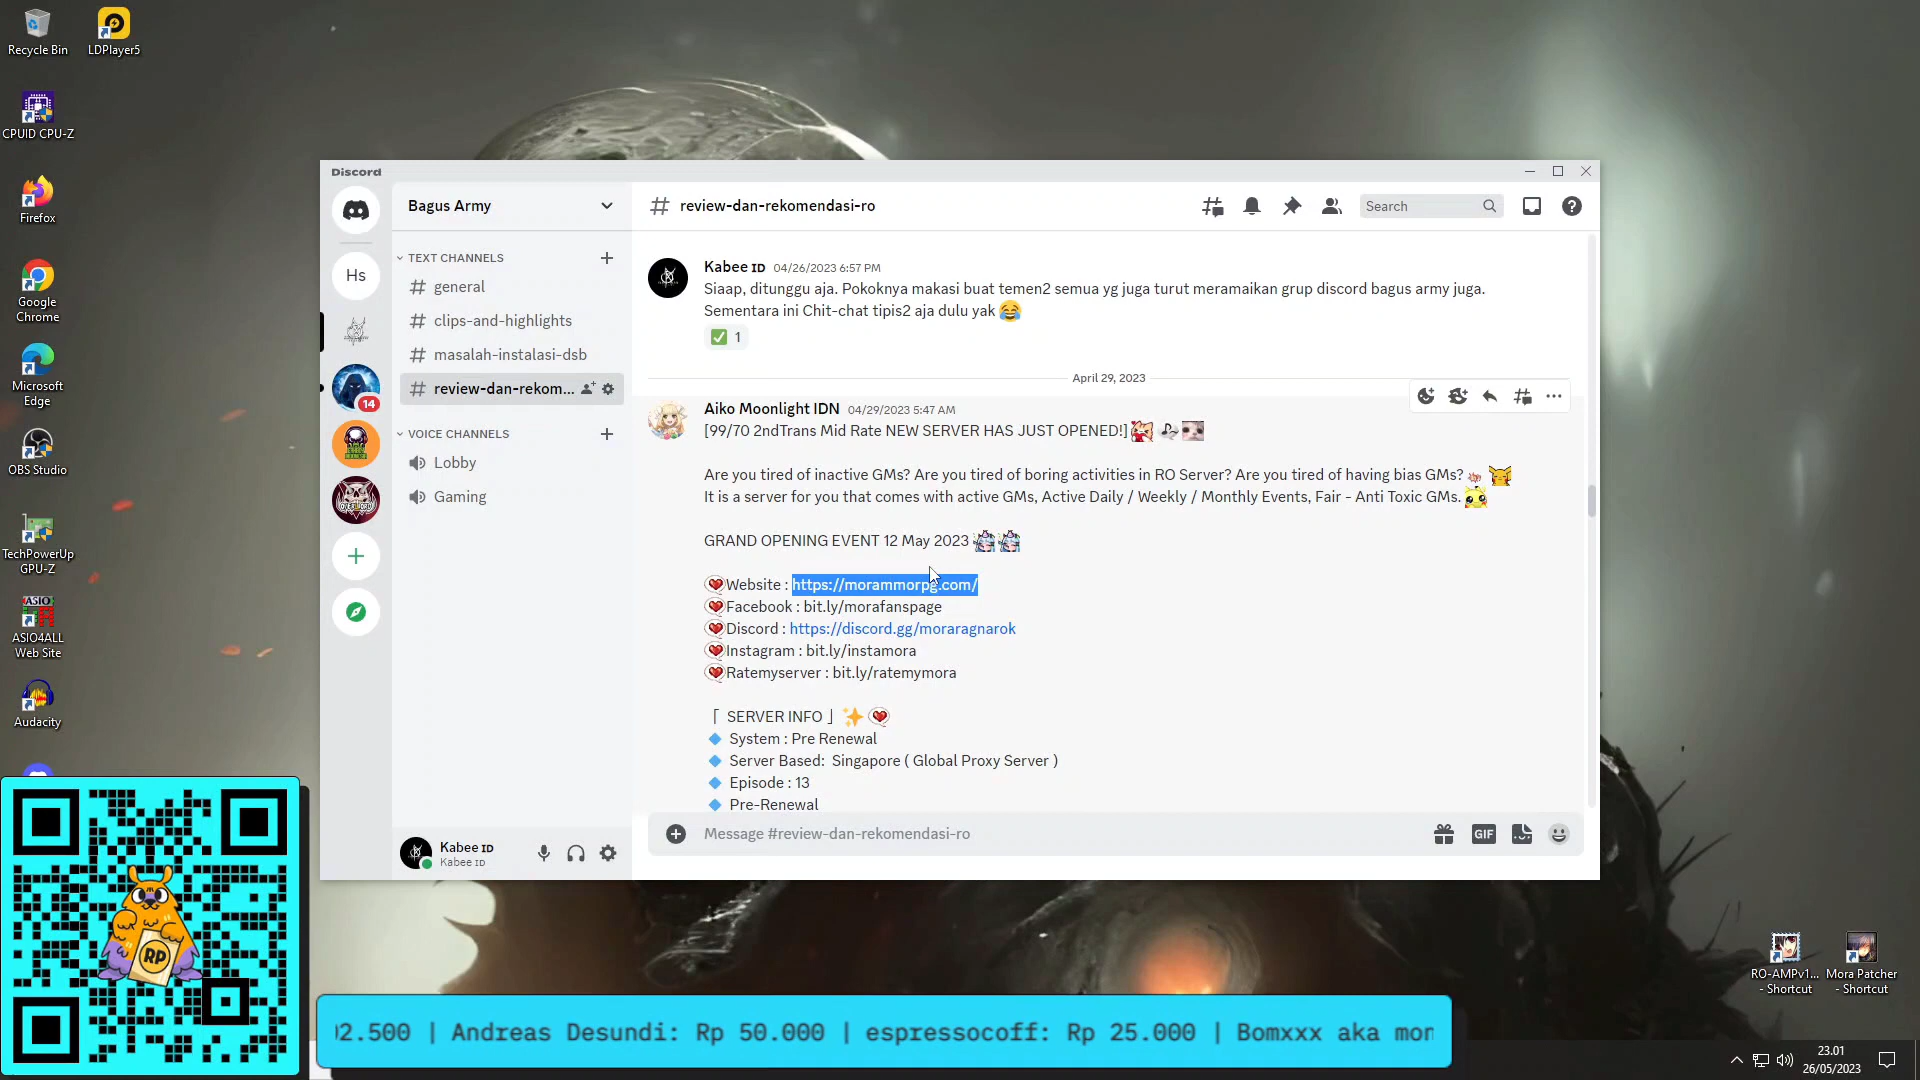 Recycle Bin
LDPlayer5
CPUID CPU-Z
Firefox
Google
Chrome
Microsoft
Edge
OBS Studio
TechPowerUp
GPU-Z
ASIO
4ALL
ASIO4ALL
Web Site
Audacity
Discord
Hs
14
Bagus Army
TEXT CHANNELS
general
clips-and-highlights
masalah-instalasi-dsb
review-dan-rekom...
VOICE CHANNELS
Lobby
Gaming
Kabee ID
Kabee ID
# review-dan-rekomendasi-ro
Search
Kabee ID 04/26/2023 6:57 PM
Siaap, ditunggu aja. Pokoknya makasi buat temen2 semua yg juga turut meramaikan grup discord bagus army juga.
Sementara ini Chit-chat tipis2 aja dulu yak 😂
✅ 1
April 29, 2023
Aiko Moonlight IDN 04/29/2023 5:47 AM
[99/70 2ndTrans Mid Rate NEW SERVER HAS JUST OPENED!]
Are you tired of inactive GMs? Are you tired of boring activities in RO Server? Are you tired of having bias GMs?
It is a server for you that comes with active GMs, Active Daily / Weekly / Monthly Events, Fair - Anti Toxic GMs.
GRAND OPENING EVENT 12 May 2023
Website : https://morammorpg.com/
Facebook : bit.ly/morafanspage
Discord : https://discord.gg/moraragnarok
Instagram : bit.ly/instamora
Ratemyserver : bit.ly/ratemymora
「 SERVER INFO 」✨
🔹 System : Pre Renewal
🔹 Server Based: Singapore ( Global Proxy Server )
🔹 Episode : 13
🔹 Pre-Renewal
Message #review-dan-rekomendasi-ro
GIF
RP
RO-AMPv1...
- Shortcut
Mora Patcher
- Shortcut
02.500 | Andreas Desundi: Rp 50.000 | espressocoff: Rp 25.000 | Bomxxx aka mon
23.01
26/05/2023